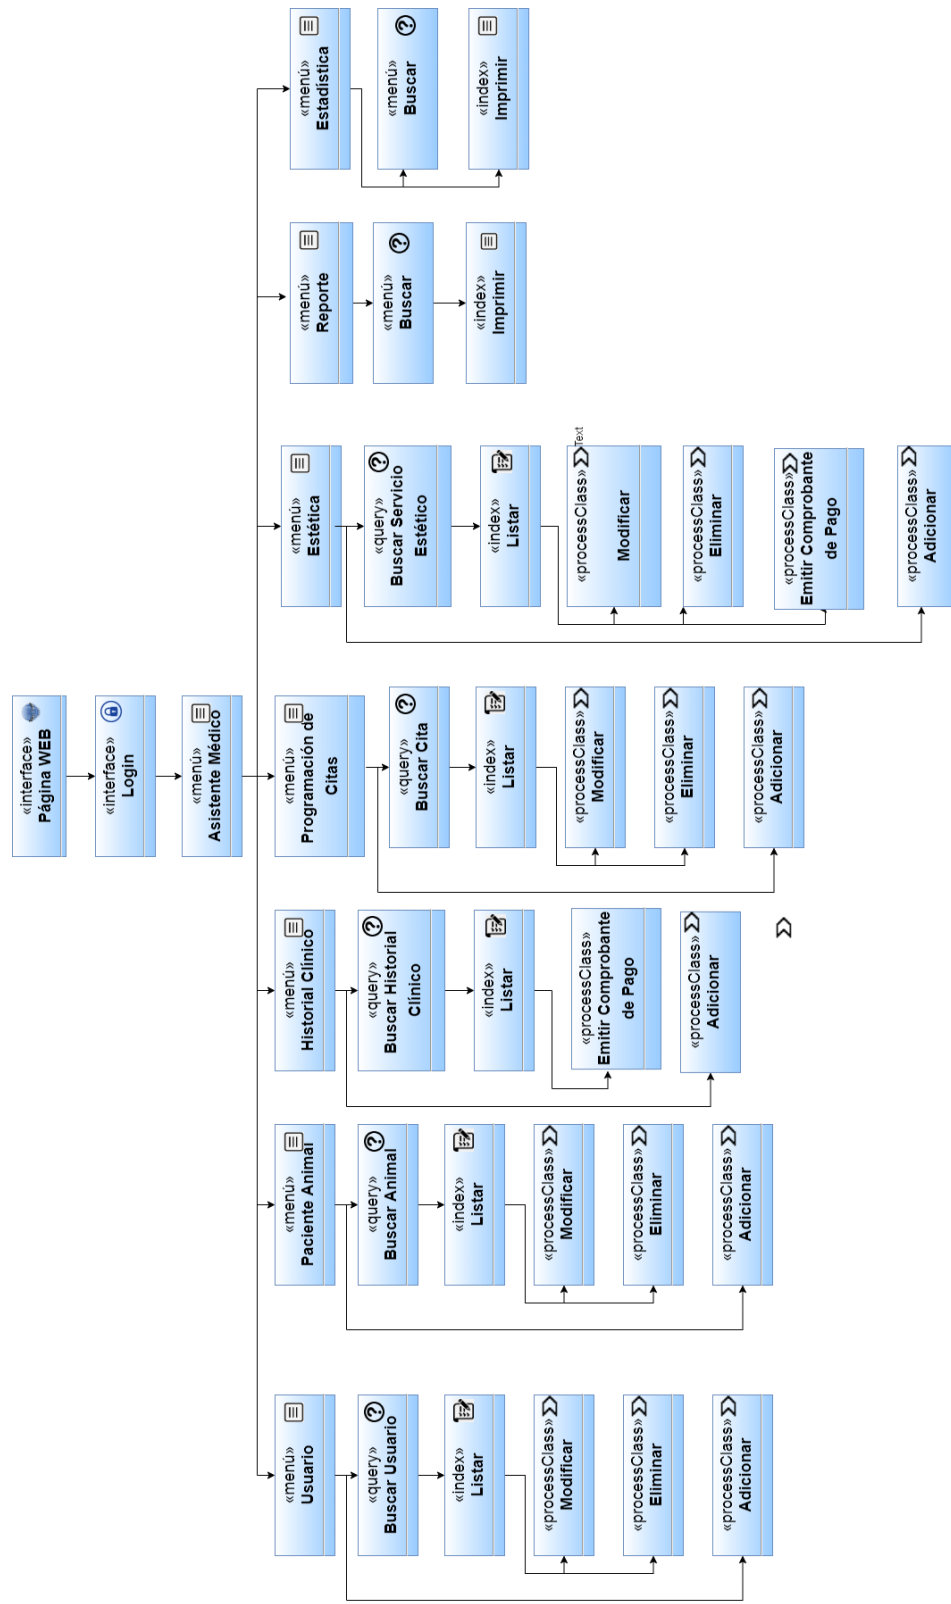 «interface»
Página WEB
«interface»
Login
«menú»
Asistente Médico
«menú»
Usuario
«query»
Buscar Usuario
«index»
Listar
«processClass»
Modificar
«processClass»
Eliminar
«processClass»
Adicionar
«menú»
Paciente Animal
«query»
Buscar Animal
«index»
Listar
«processClass»
Modificar
«processClass»
Eliminar
«processClass»
Adicionar
«menú»
Historial Clínico
«query»
Buscar Historial
Clínico
«index»
Listar
«processClass»
Emitir Comprobante
de Pago
«processClass»
Adicionar
«menú»
Programación de
Citas
«query»
Buscar Cita
«index»
Listar
«processClass»
Modificar
«processClass»
Eliminar
«processClass»
Adicionar
«menú»
Estética
«query»
Buscar Servicio
Estético
«index»
Listar
«processClass»
Text
Modificar
«processClass»
Eliminar
«processClass»
Emitir Comprobante
de Pago
«processClass»
Adicionar
«menú»
Reporte
«menú»
Buscar
«index»
Imprimir
«menú»
Estadística
«menú»
Buscar
«index»
Imprimir